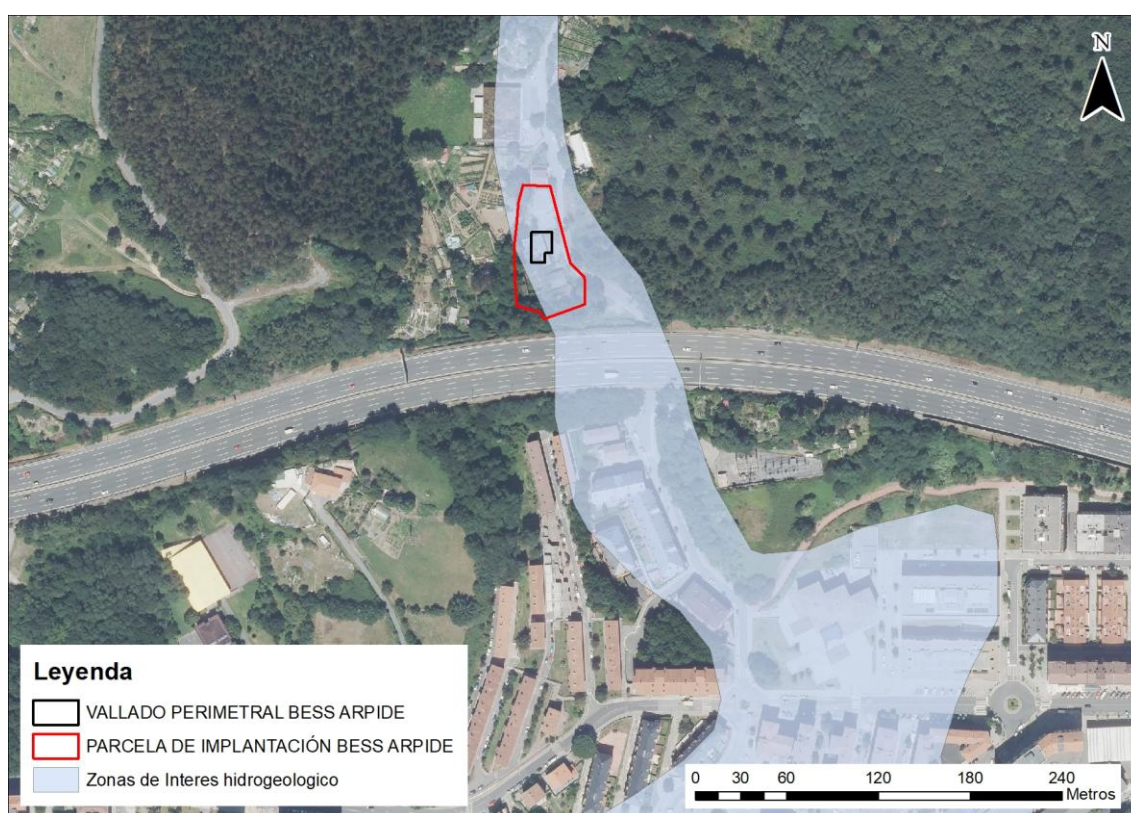 N
Leyenda
VALLADO PERIMETRAL BESS ARPIDE
PARCELA DE IMPLANTACIÓN BESS ARPIDE
Zonas de Interes hidrogeologico
0 30 60 120 180 240
Metros